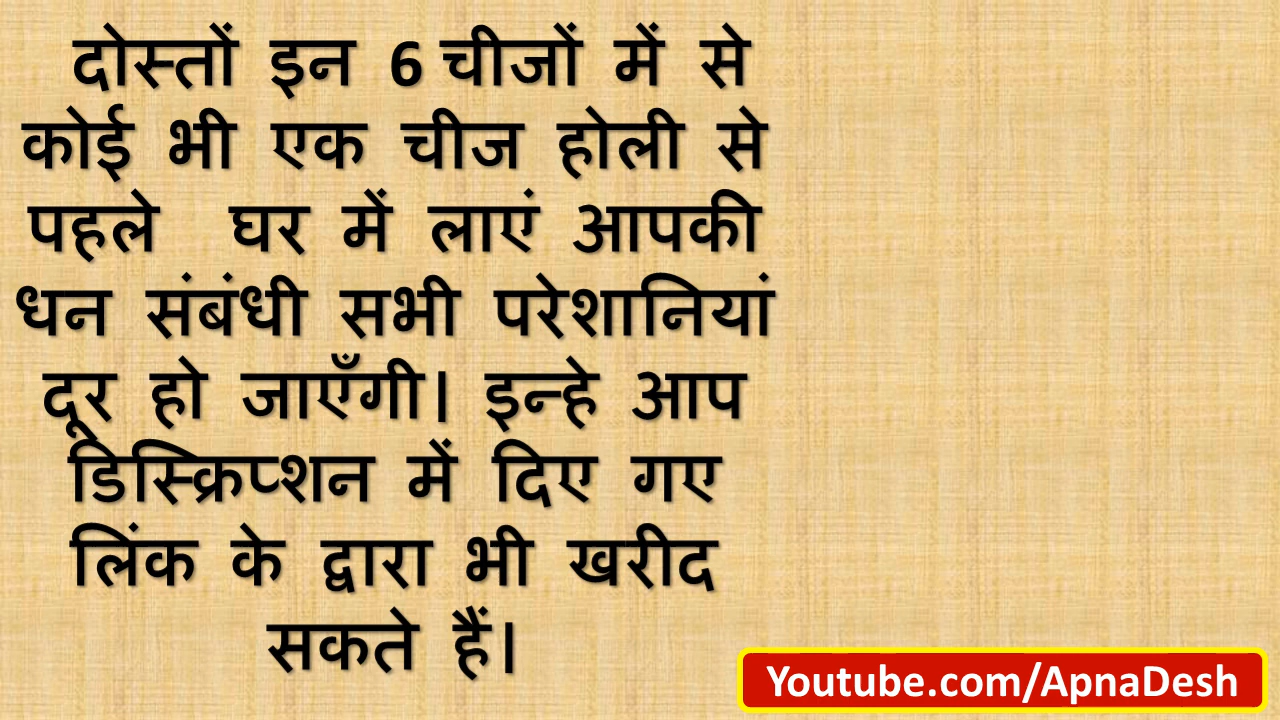 दोस्तों इन 6 चीजों में से
कोई भी एक चीज होली से
पहले घर में लाएं आपकी
धन संबंधी सभी परेशानियां
दूर हो जाएँगी। इन्हे आप
डिस्क्रिप्शन में दिए गए
लिंक के द्वारा भी खरीद
सकते हैं।
Youtube.com/ApnaDesh